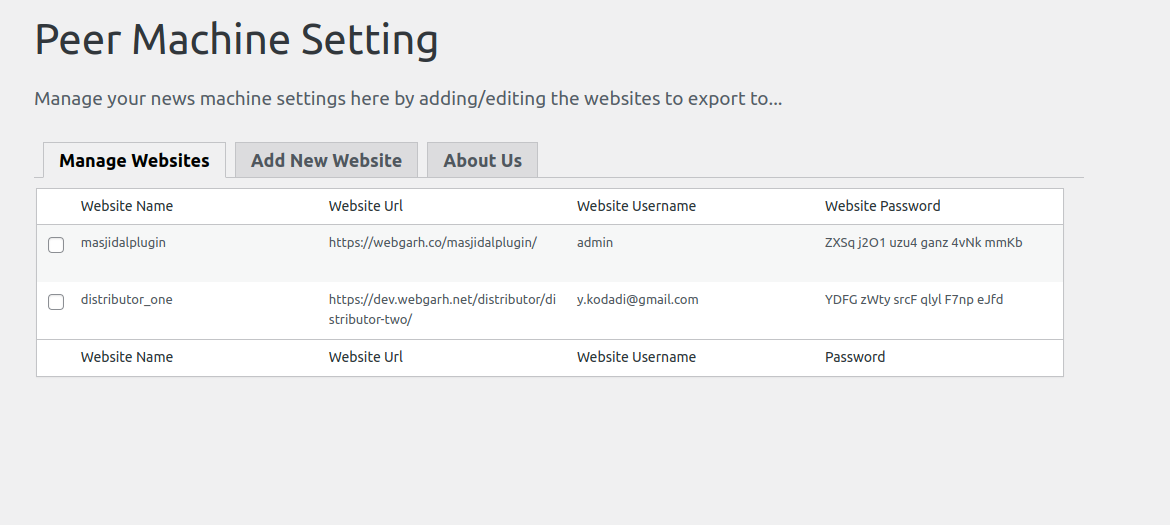 Peer Machine Setting
Manage your news machine settings here by adding/editing the websites to export to...
Manage Websites Add New Website About Us
Website Name Website Url Website Username Website Password
masjidalplugin https://webgarh.co/masjidalplugin/ admin ZXSq j2O1 uzu4 ganz 4vNk mmKb
distributor_one https://dev.webgarh.net/distributor/di y.kodadi@gmail.com YDFG zWty srcF qlyl F7np eJfd
stributor-two/
Website Name Website Url Website Username Password